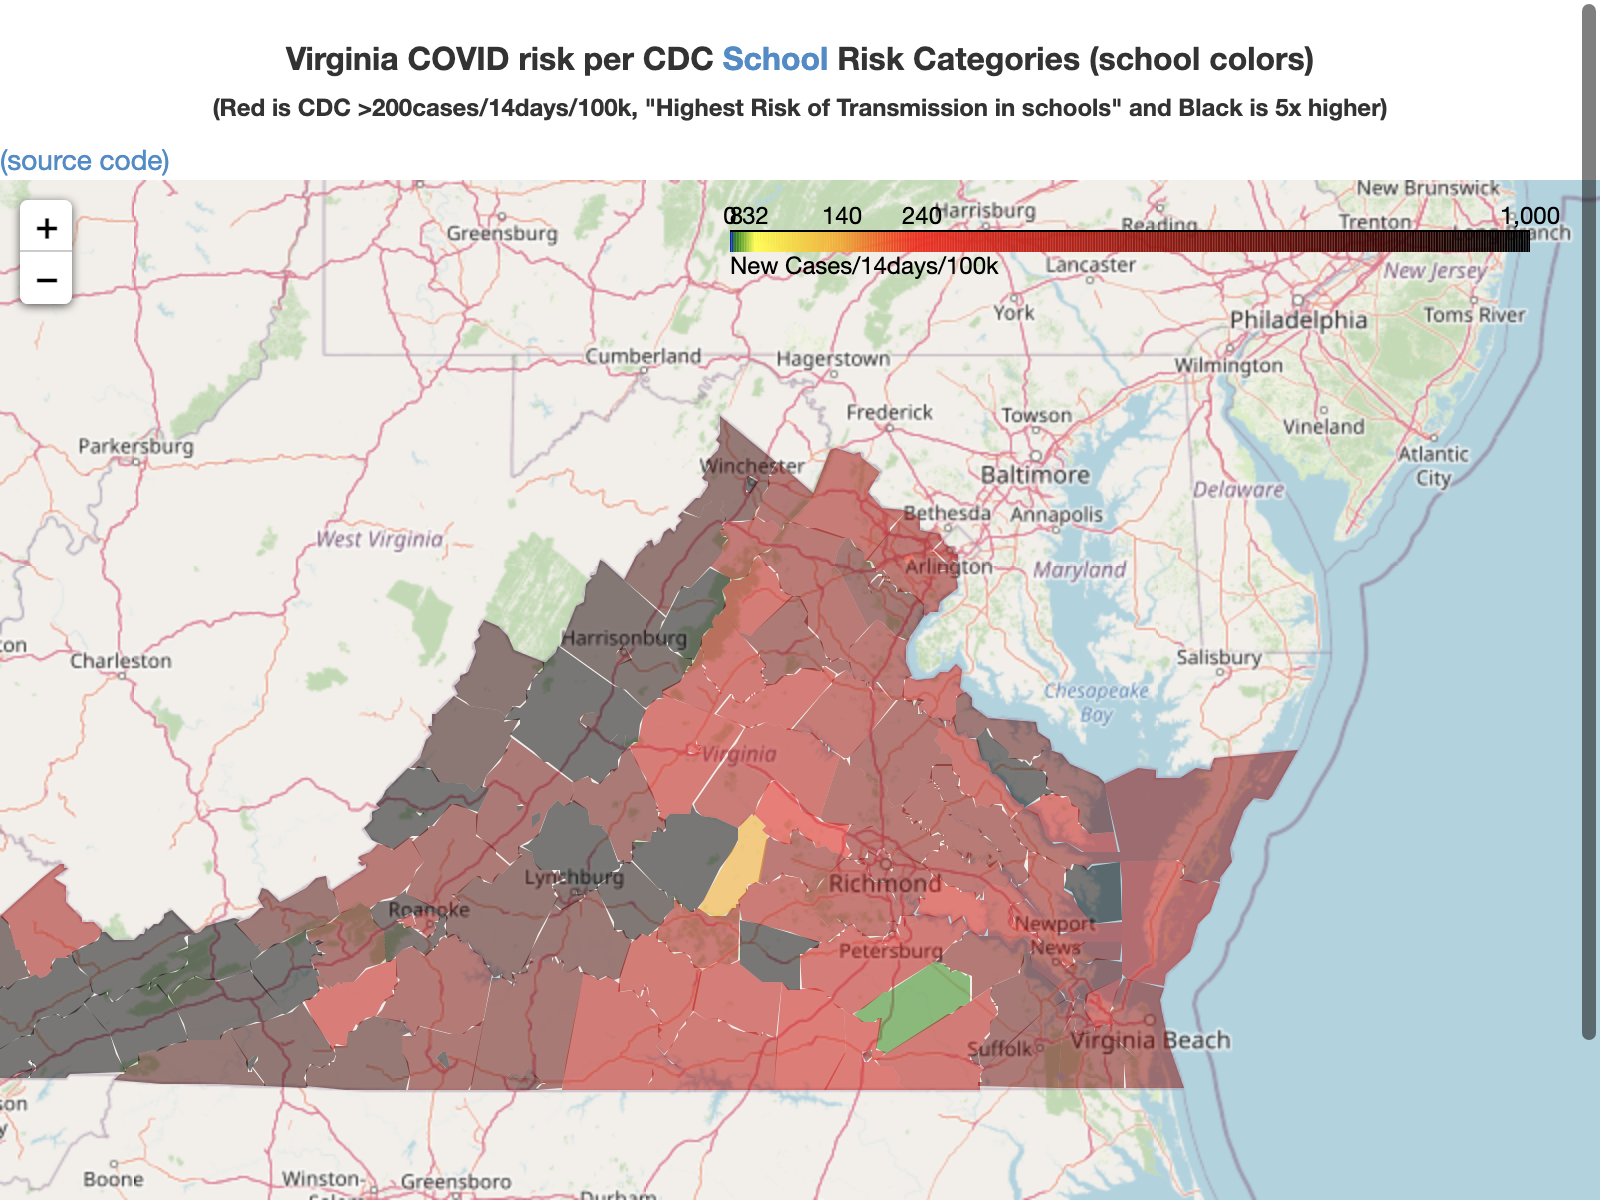 Virginia COVID risk per CDC School Risk Categories (school colors)
(Red is CDC >200cases/14days/100k, "Highest Risk of Transmission in schools" and Black is 5x higher)
(source code)
+
−
0 8 32 140 240 1,000
New Cases/14days/100k
New Brunswick
Harrisburg
Reading
Trenton
Long Branch
Greensburg
Lancaster
New Jersey
York
Philadelphia
Toms River
Cumberland
Hagerstown
Wilmington
Frederick
Towson
Vineland
Parkersburg
Winchester
Baltimore
Atlantic
City
Delaware
Bethesda
Annapolis
West Virginia
Arlington
Maryland
Harrisonburg
Charleston
Salisbury
Chesapeake
Bay
Virginia
Lynchburg
Richmond
Roanoke
Newport
News
Petersburg
Suffolk
Virginia Beach
Boone
Winston-
Greensboro
Durham